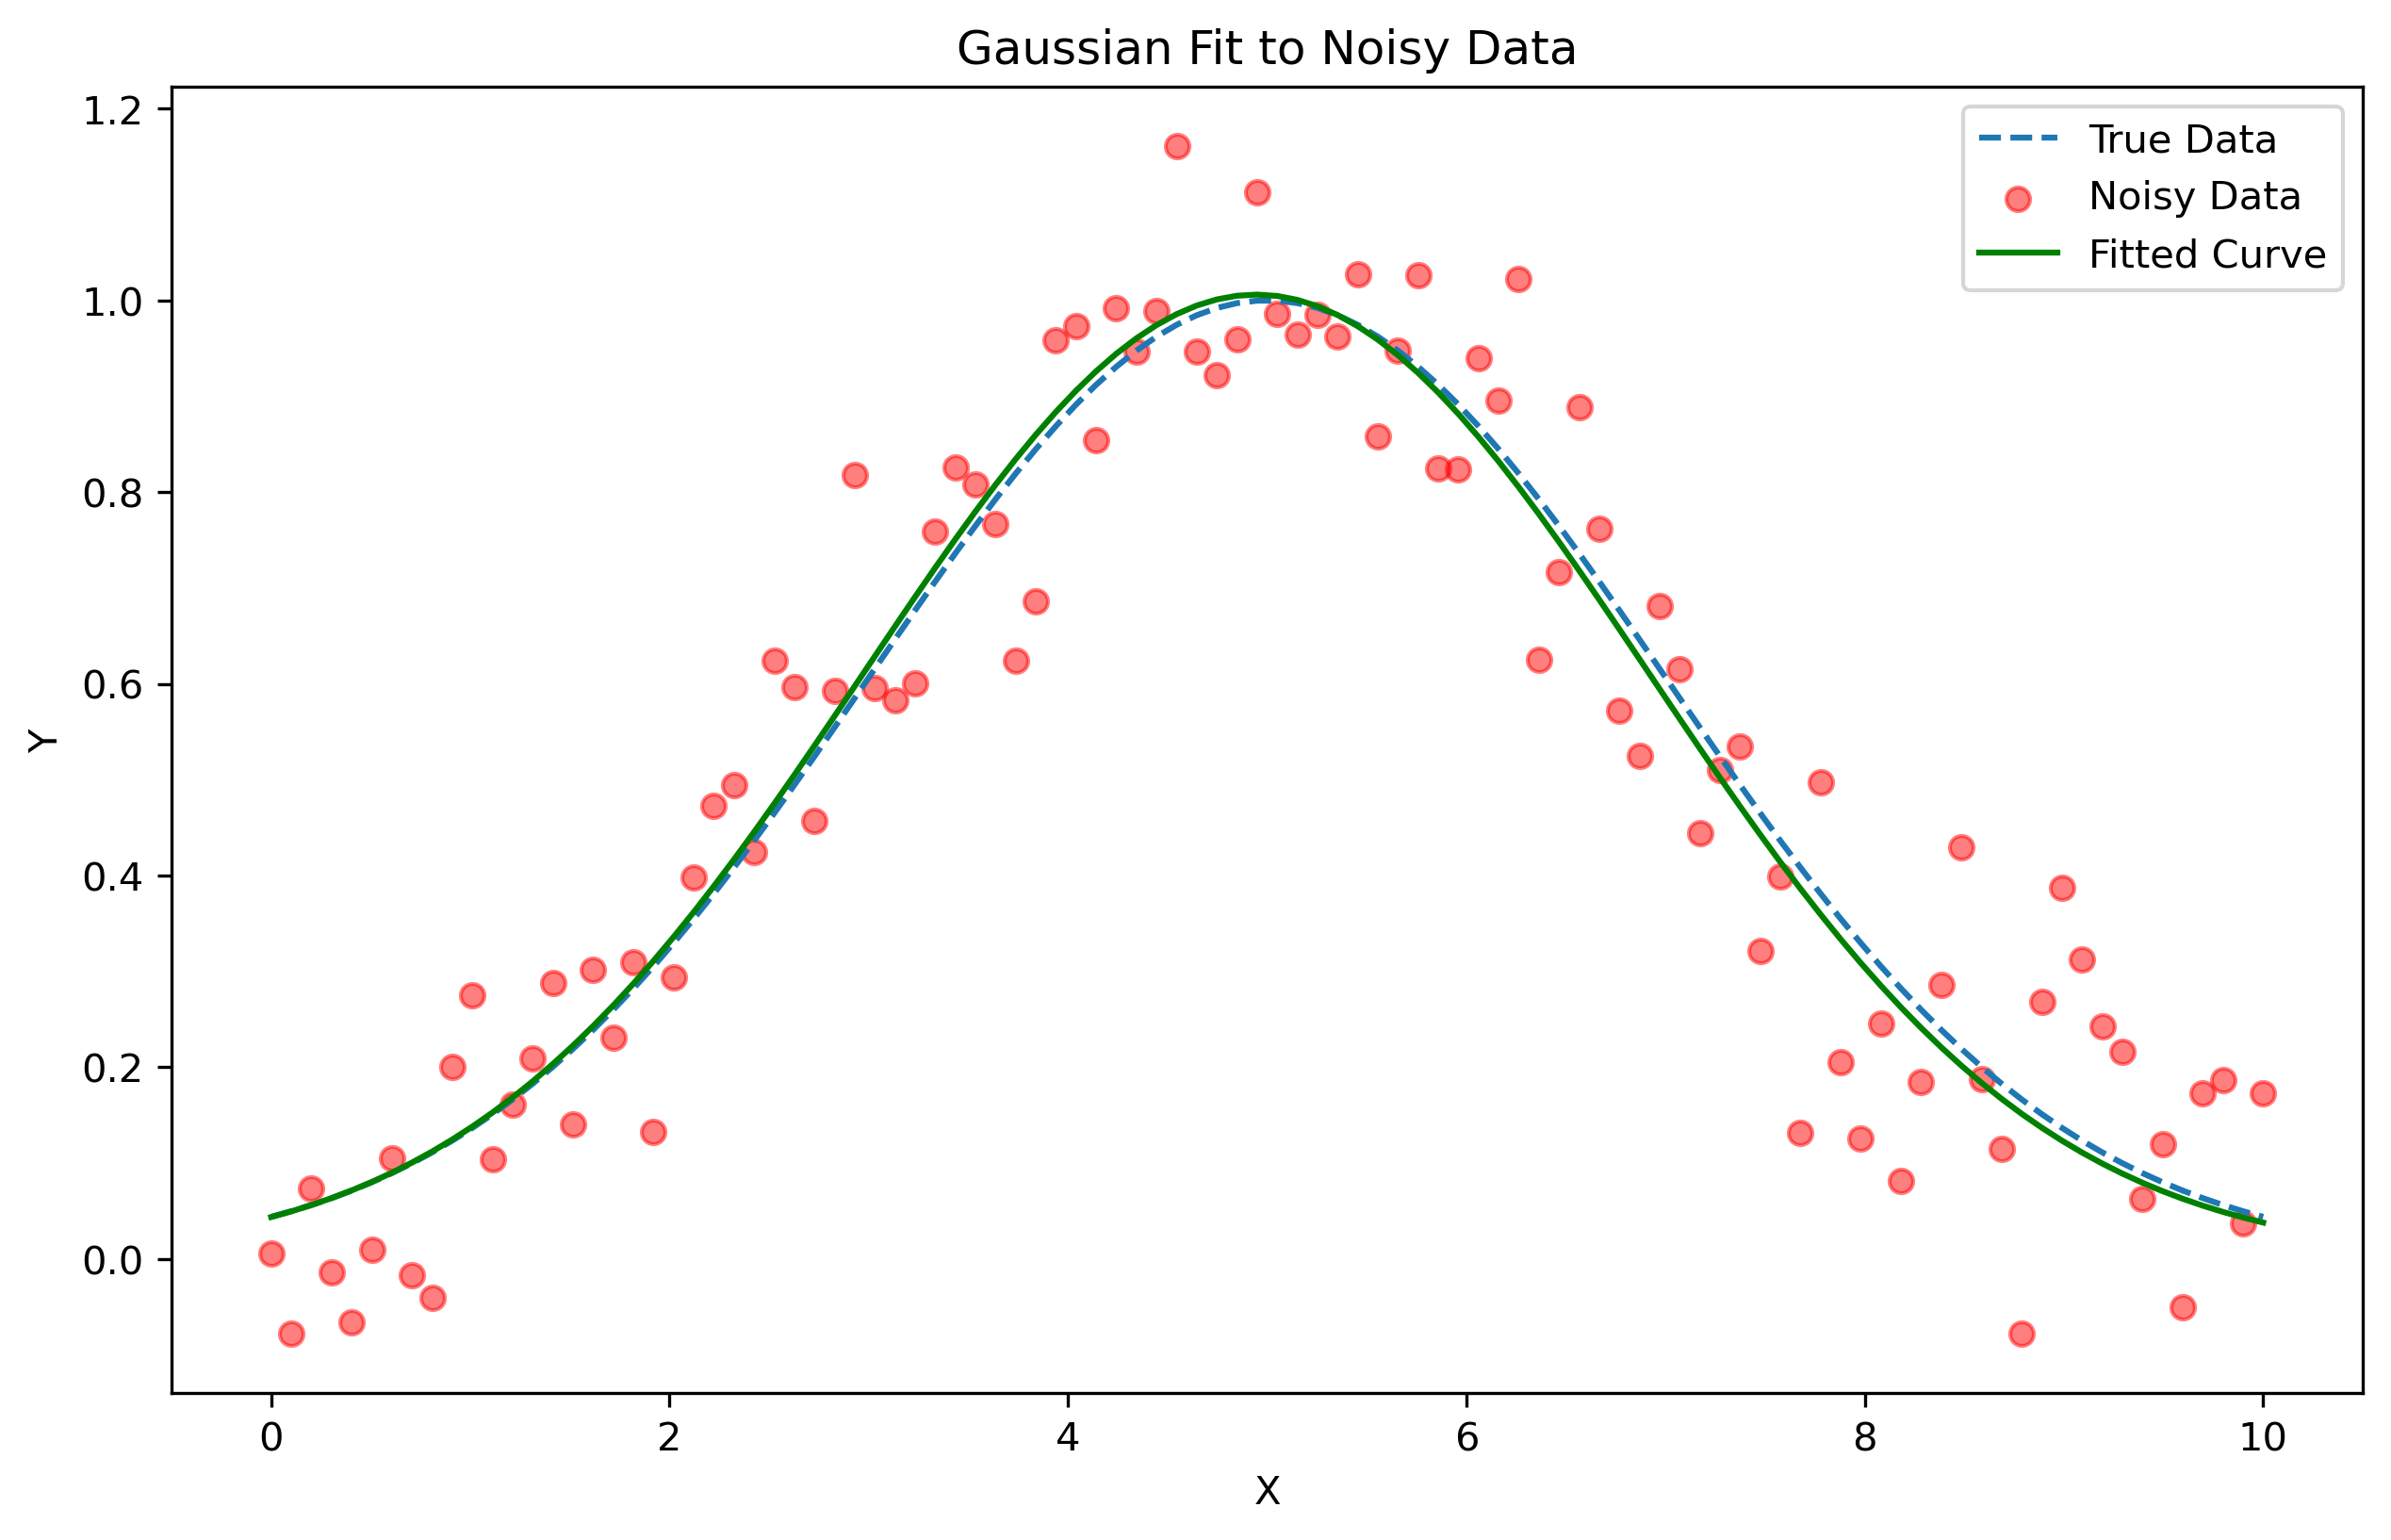 Gaussian Fit to Noisy Data
1.2
1.0
0.8
0.6
0.4
0.2
0.0
Y
True Data
Noisy Data
Fitted Curve
0 2 4 6 8 10
X